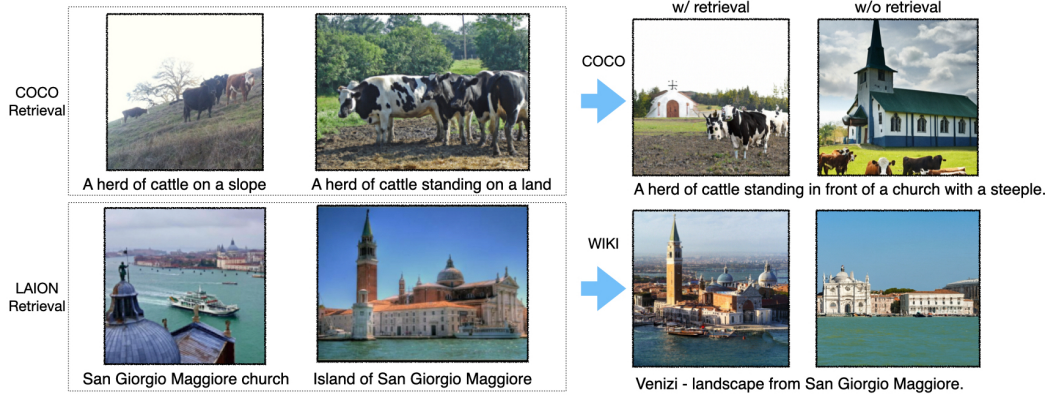 w/ retrieval
w/o retrieval
COCO
Retrieval
COCO
A herd of cattle on a slope
A herd of cattle standing on a land
A herd of cattle standing in front of a church with a steeple.
LAION
Retrieval
WIKI
San Giorgio Maggiore church
Island of San Giorgio Maggiore
Venizi - landscape from San Giorgio Maggiore.